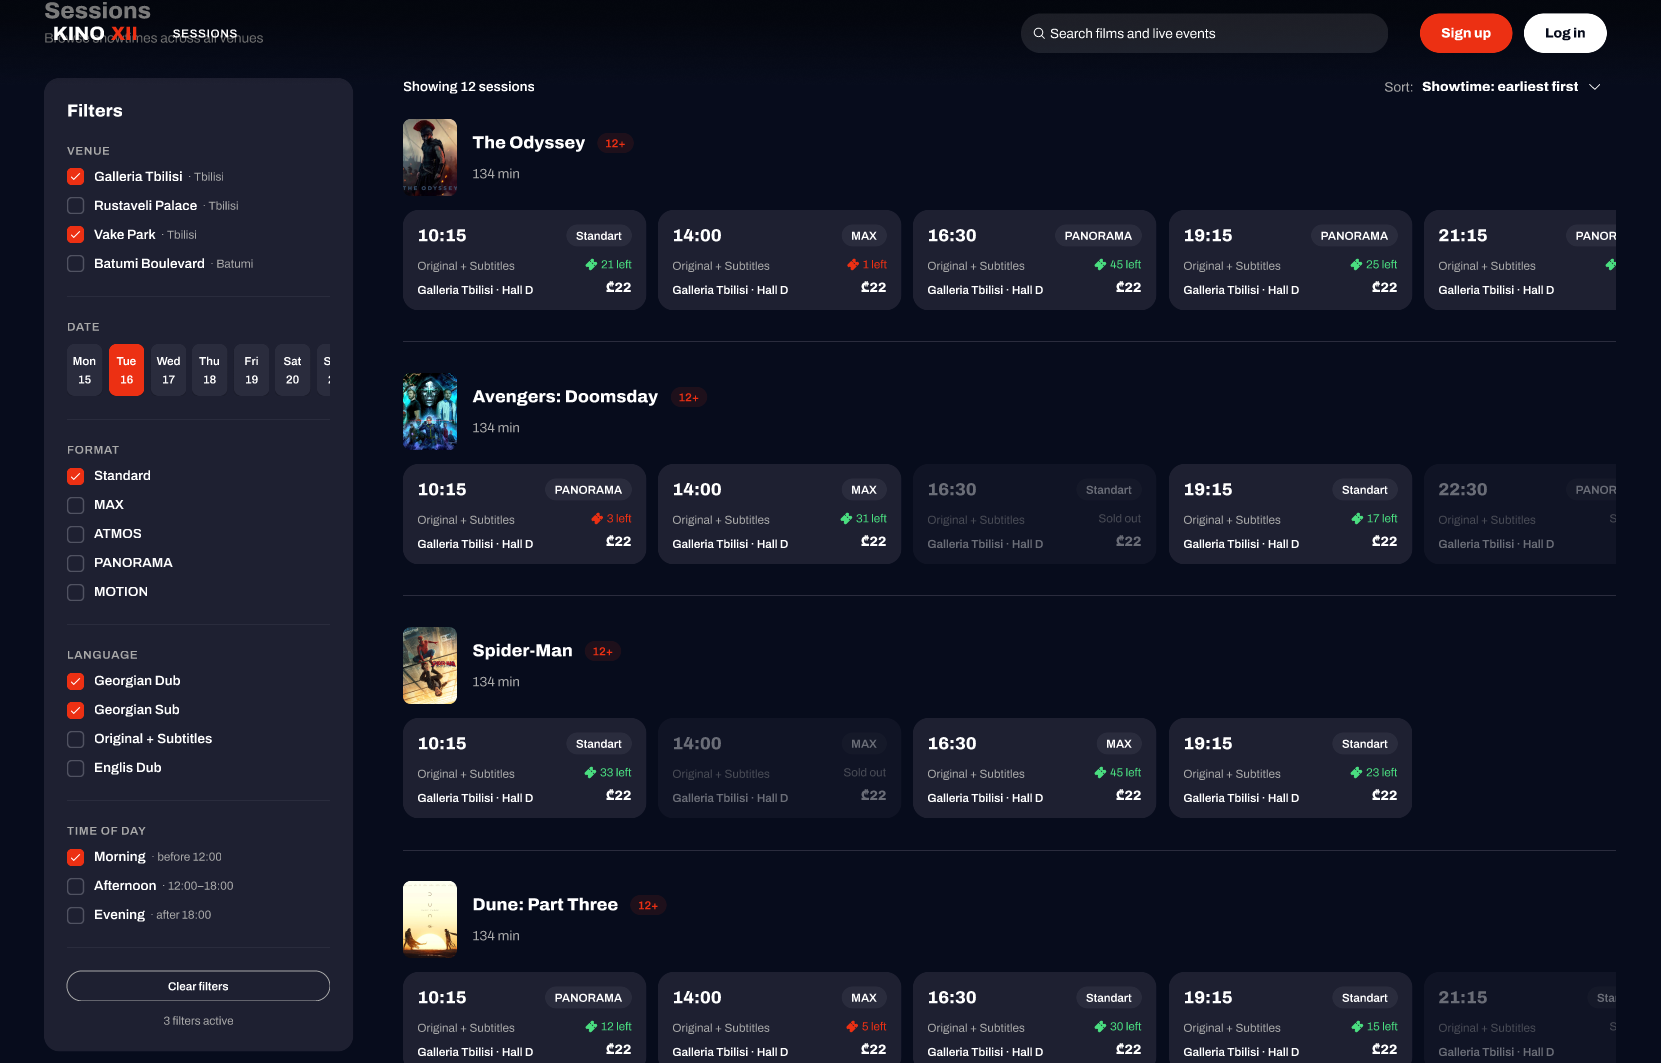 Sessions
KINO XII
SESSIONS
Browse showtimes across all venues
Search films and live events
Sign up
Log in
Filters
VENUE
Galleria Tbilisi · Tbilisi
Rustaveli Palace · Tbilisi
Vake Park · Tbilisi
Batumi Boulevard · Batumi
DATE
Mon Tue Wed Thu Fri Sat
15 16 17 18 19 20
FORMAT
Standard
MAX
ATMOS
PANORAMA
MOTION
LANGUAGE
Georgian Dub
Georgian Sub
Original + Subtitles
Englis Dub
TIME OF DAY
Morning · before 12:00
Afternoon · 12:00–18:00
Evening · after 18:00
Clear filters
3 filters active
Showing 12 sessions
Sort: Showtime: earliest first
THE ODYSSEY
The Odyssey 12+
134 min
10:15 Standart
Original + Subtitles 21 left
Galleria Tbilisi · Hall D ₾22
14:00 MAX
Original + Subtitles 1 left
Galleria Tbilisi · Hall D ₾22
16:30 PANORAMA
Original + Subtitles 45 left
Galleria Tbilisi · Hall D ₾22
19:15 PANORAMA
Original + Subtitles 25 left
Galleria Tbilisi · Hall D ₾22
21:15 PANOR
Original + Subtitles
Galleria Tbilisi · Hall D
Avengers: Doomsday 12+
134 min
10:15 PANORAMA
Original + Subtitles 3 left
Galleria Tbilisi · Hall D ₾22
14:00 MAX
Original + Subtitles 31 left
Galleria Tbilisi · Hall D ₾22
16:30 Standart
Original + Subtitles Sold out
Galleria Tbilisi · Hall D ₾22
19:15 Standart
Original + Subtitles 17 left
Galleria Tbilisi · Hall D ₾22
22:30 PANOR
Original + Subtitles S
Galleria Tbilisi · Hall D
Spider-Man 12+
134 min
10:15 Standart
Original + Subtitles 33 left
Galleria Tbilisi · Hall D ₾22
14:00 MAX
Original + Subtitles Sold out
Galleria Tbilisi · Hall D ₾22
16:30 MAX
Original + Subtitles 45 left
Galleria Tbilisi · Hall D ₾22
19:15 Standart
Original + Subtitles 23 left
Galleria Tbilisi · Hall D ₾22
Dune: Part Three 12+
134 min
10:15 PANORAMA
Original + Subtitles 12 left
Galleria Tbilisi · Hall D ₾22
14:00 MAX
Original + Subtitles 5 left
Galleria Tbilisi · Hall D ₾22
16:30 Standart
Original + Subtitles 30 left
Galleria Tbilisi · Hall D ₾22
19:15 Standart
Original + Subtitles 15 left
Galleria Tbilisi · Hall D ₾22
21:15 Sta
Original + Subtitles S
Galleria Tbilisi · Hall D